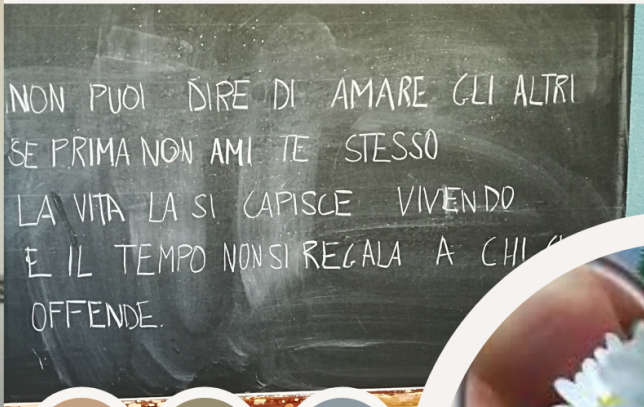 NON PUOI DIRE DI AMARE GLI ALTRI
SE PRIMA NON AMI TE STESSO
LA VITA LA SI CAPISCE VIVENDO
E IL TEMPO NON SI REGALA A CHI
OFFENDE.